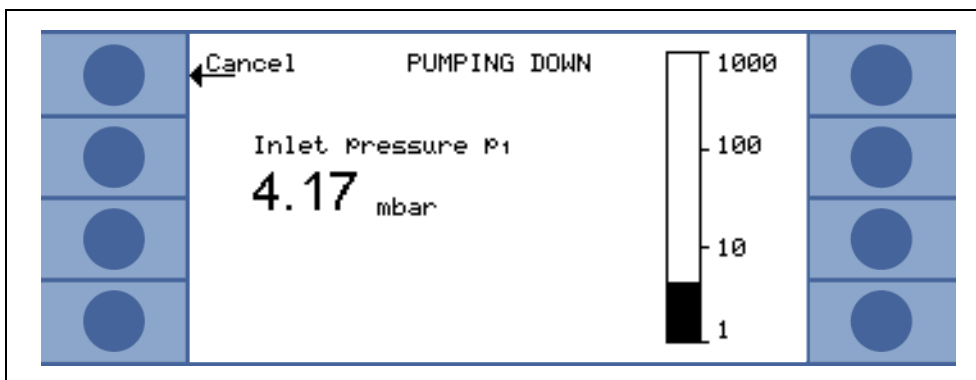 Cancel PUMPING DOWN
1000
Inlet pressure p1
100
4.17 mbar
10
1